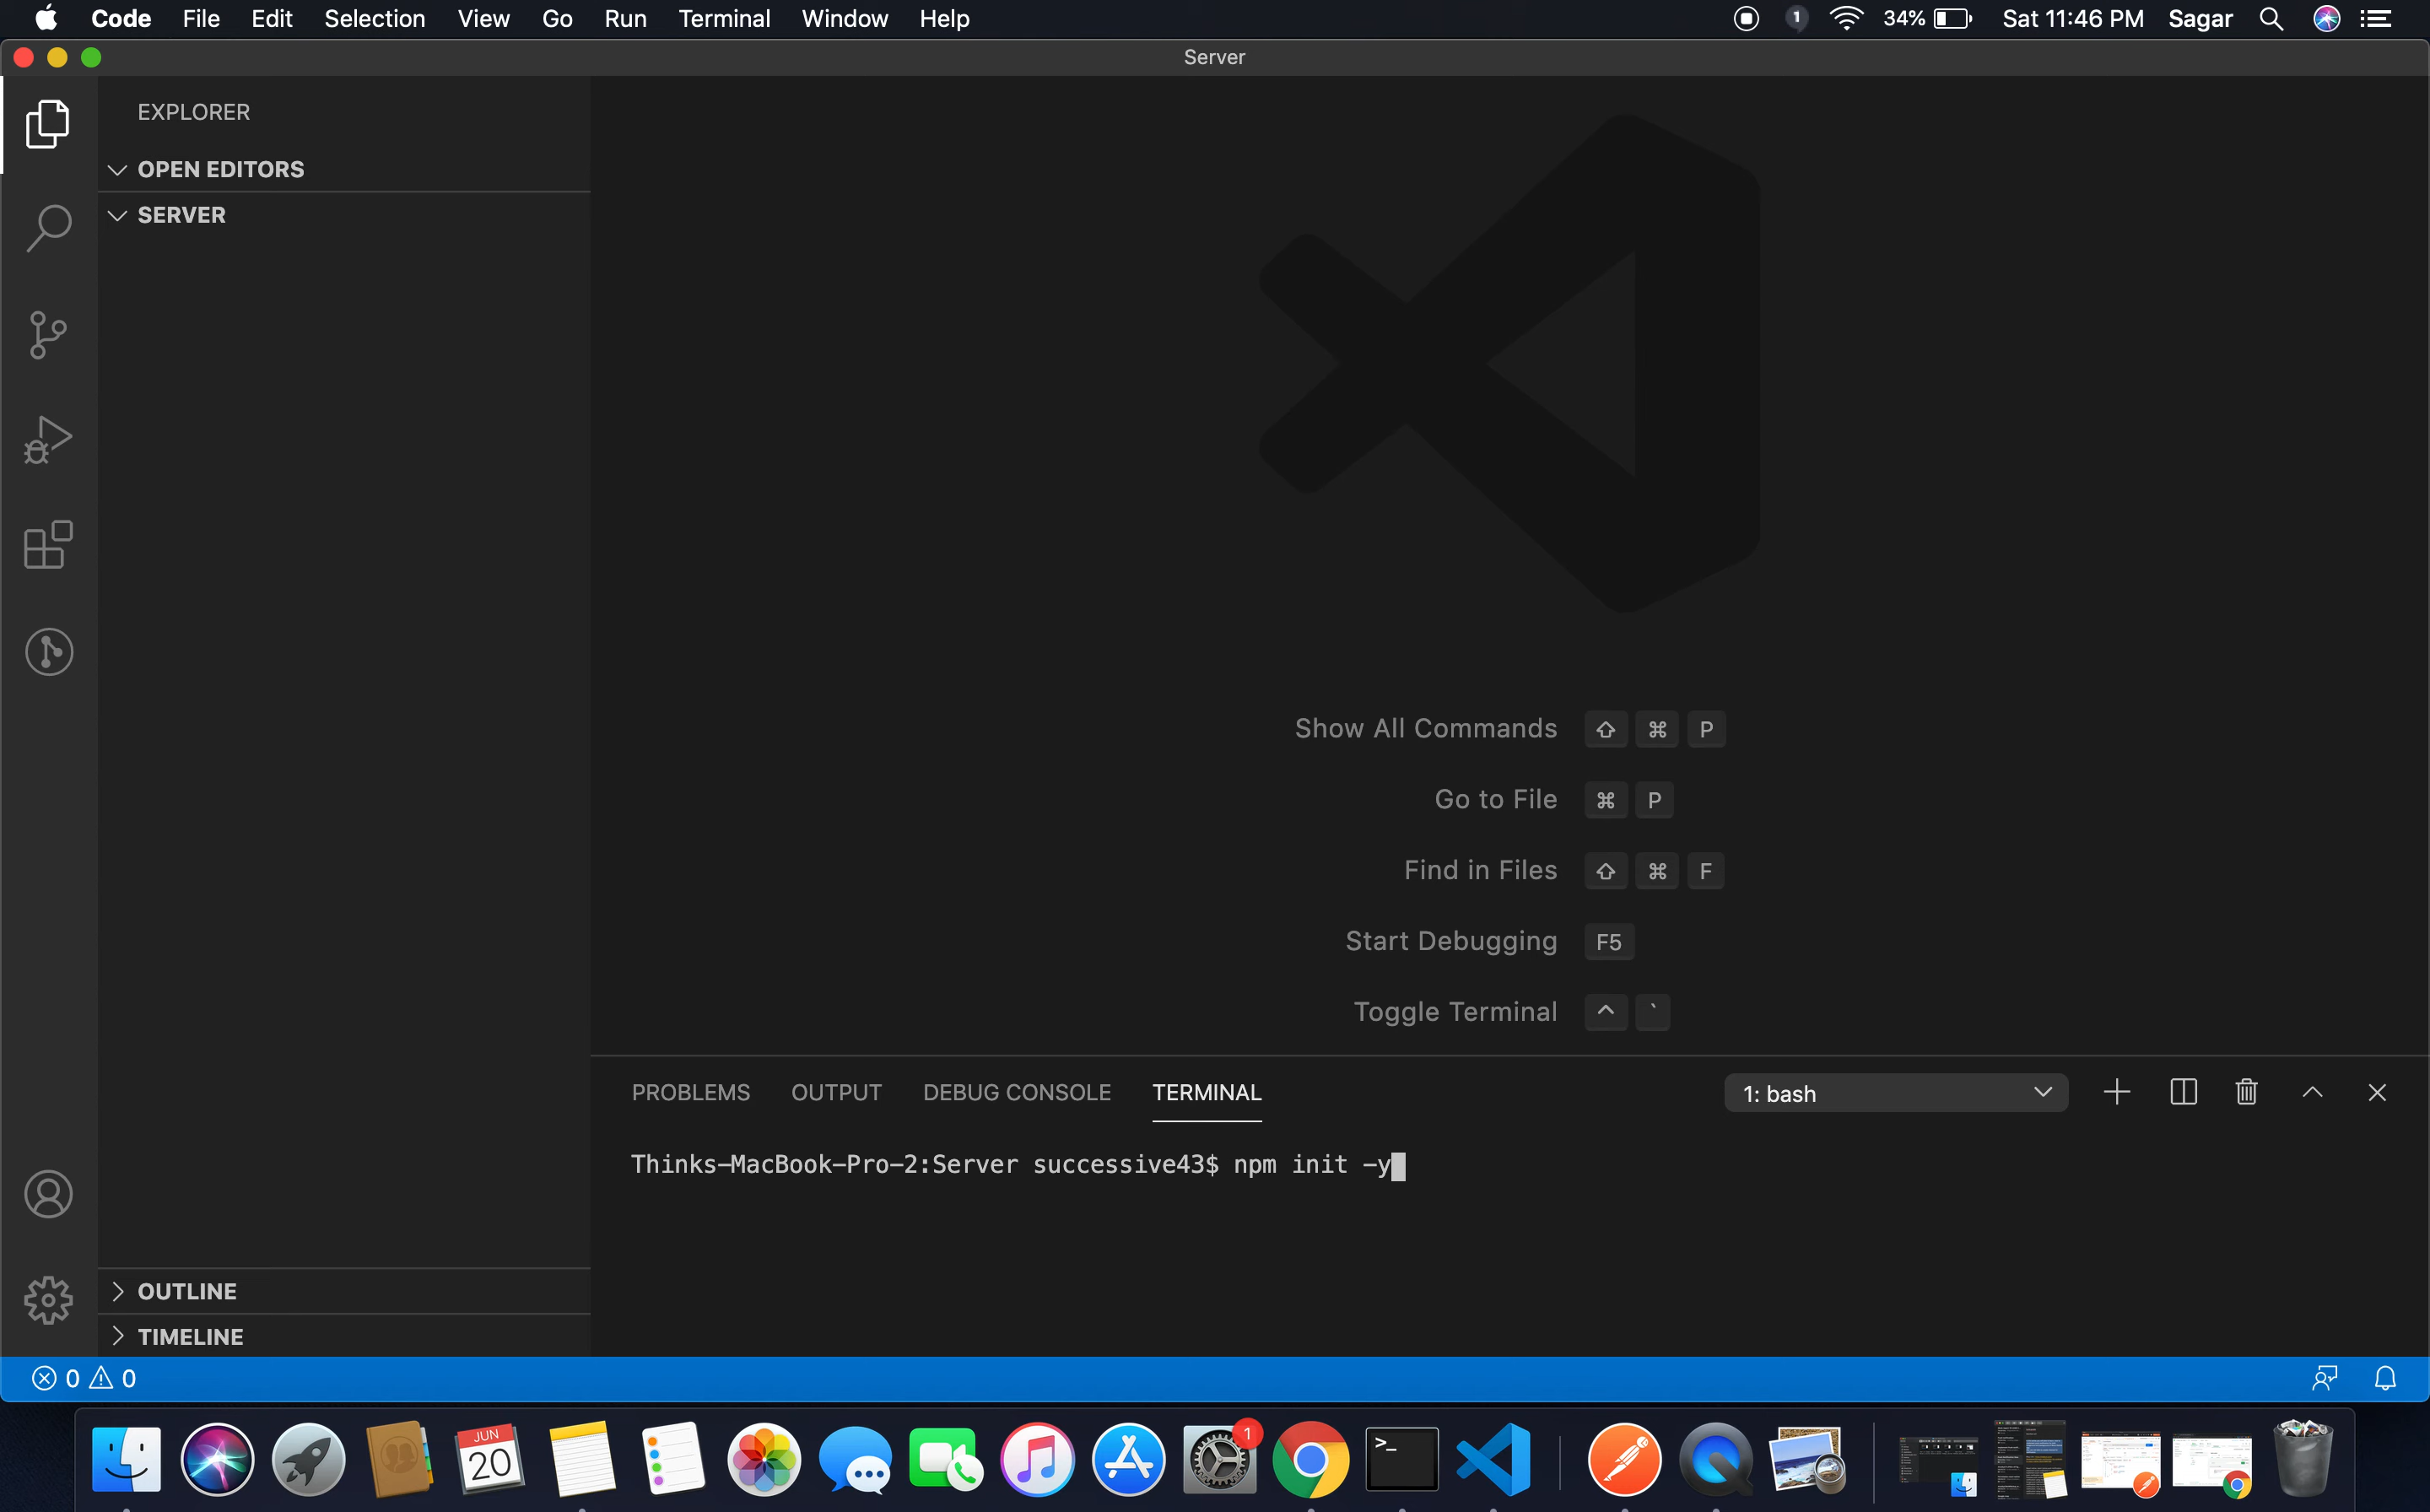 Code File Edit Selection View Go Run Terminal Window Help 1 34% Sat 11:46 PM Sagar
Server
EXPLORER
OPEN EDITORS
SERVER
Show All Commands ⇧ ⌘ P
Go to File ⌘ P
Find in Files ⇧ ⌘ F
Start Debugging F5
Toggle Terminal ^ `
PROBLEMS OUTPUT DEBUG CONSOLE TERMINAL 1: bash
Thinks-MacBook-Pro-2:Server successive43$ npm init -y
OUTLINE
TIMELINE
0 0
JUN
20
1
>_